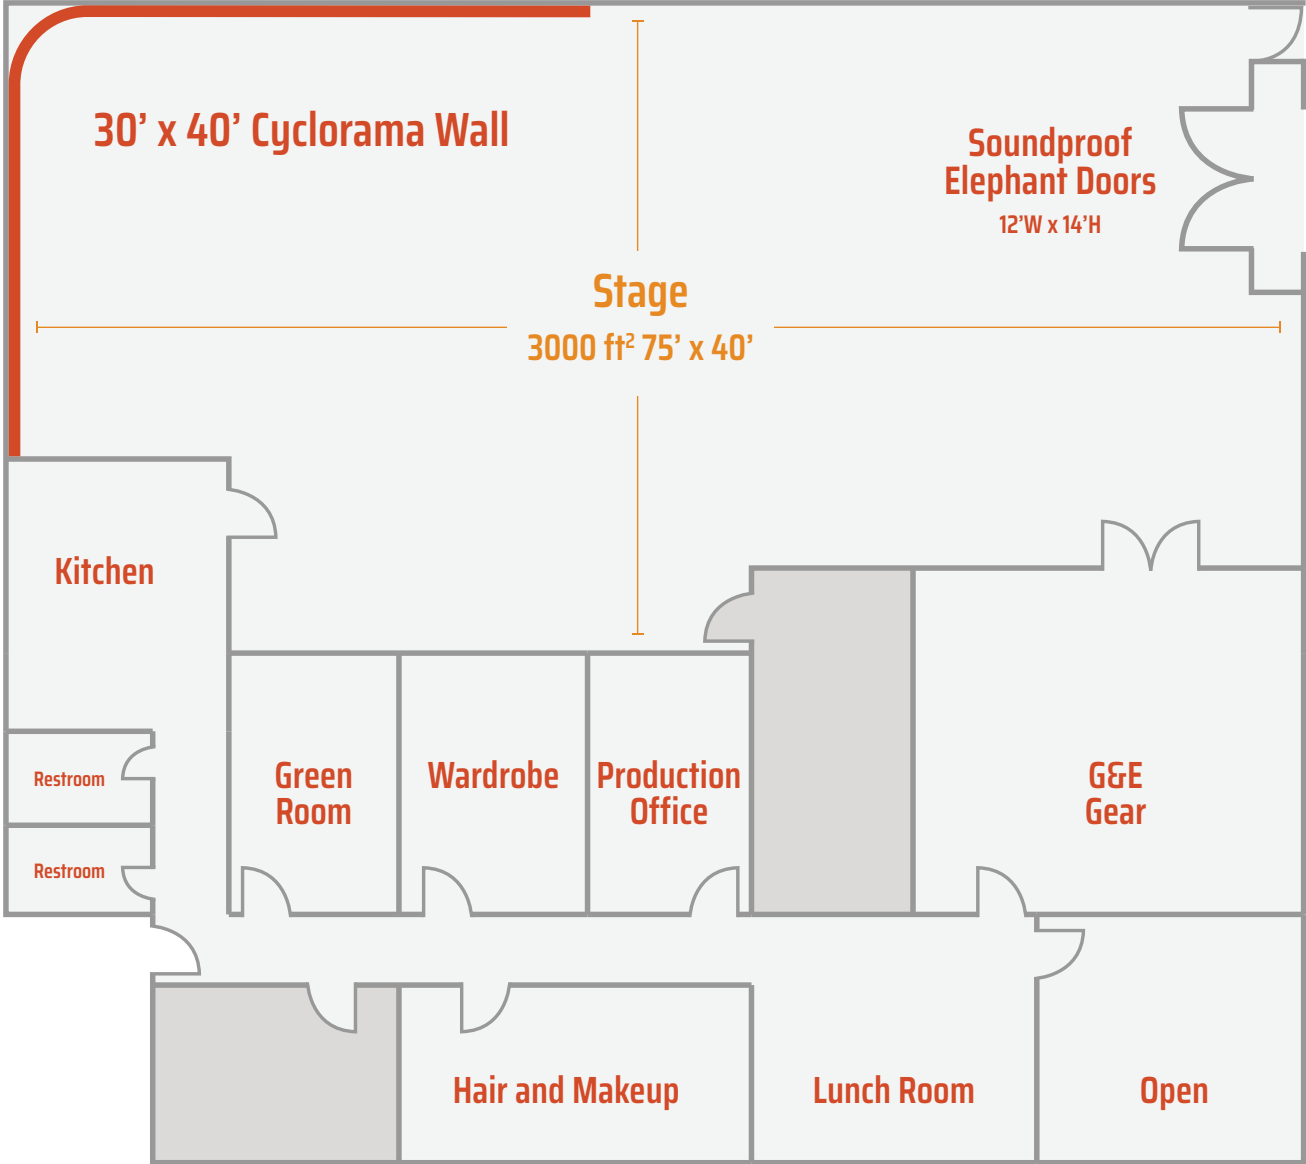 30’ x 40’ Cyclorama Wall
Soundproof
Elephant Doors
12’W x 14’H
Stage
3000 ft² 75’ x 40’
Kitchen
Restroom
Restroom
Green
Room
Wardrobe
Production
Office
G&E
Gear
Hair and Makeup
Lunch Room
Open